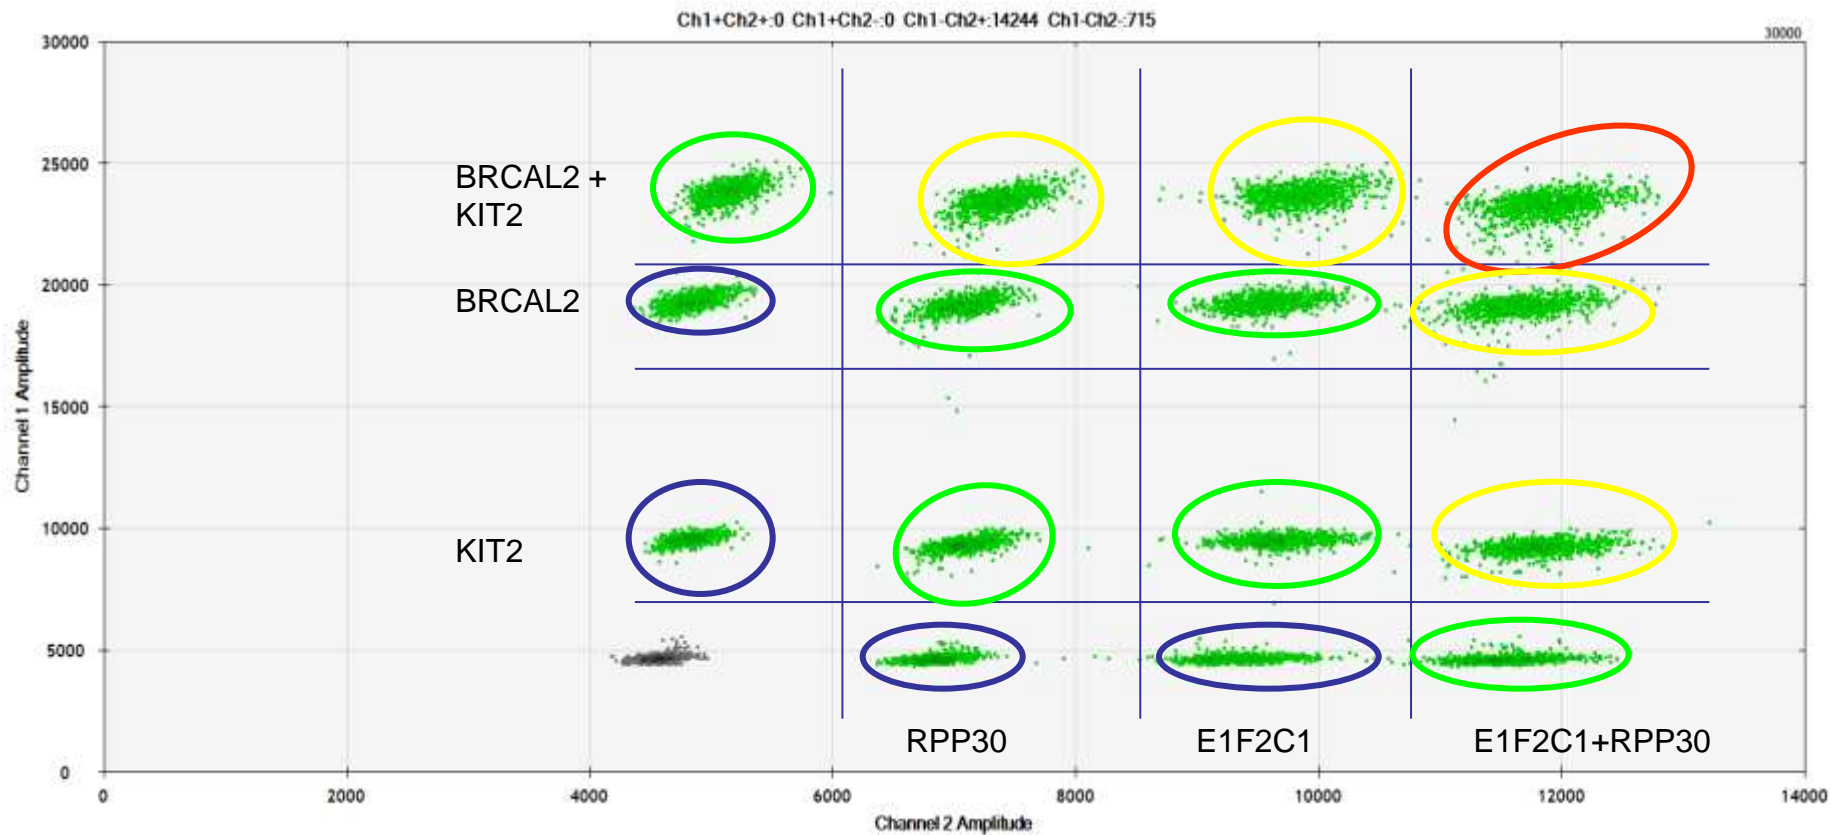 Ch1+Ch2+:0 Ch1+Ch2-:0 Ch1-Ch2+:14244 Ch1-Ch2-:715
30000
30000
25000
BRCAL2 +
KIT2
20000
BRCAL2
15000
Channel 1 Amplitude
10000
KIT2
5000
RPP30 E1F2C1 E1F2C1+RPP30
0
0 2000 4000 6000 8000 10000 12000 14000
Channel 2 Amplitude